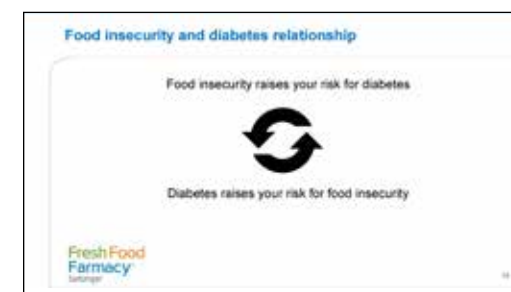 Food insecurity and diabetes relationship
Food insecurity raises your risk for diabetes
Diabetes raises your risk for food insecurity
Fresh Food
Farmacy
Geisinger